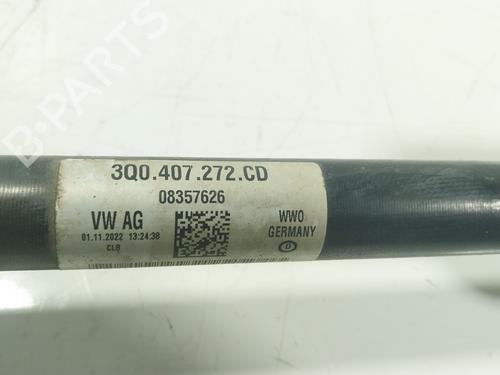 3Q0.407.272.CD
08357626
VW AG
01.11.2022 13:24:38
CLB
WWO
GERMANY
D
B-PARTS